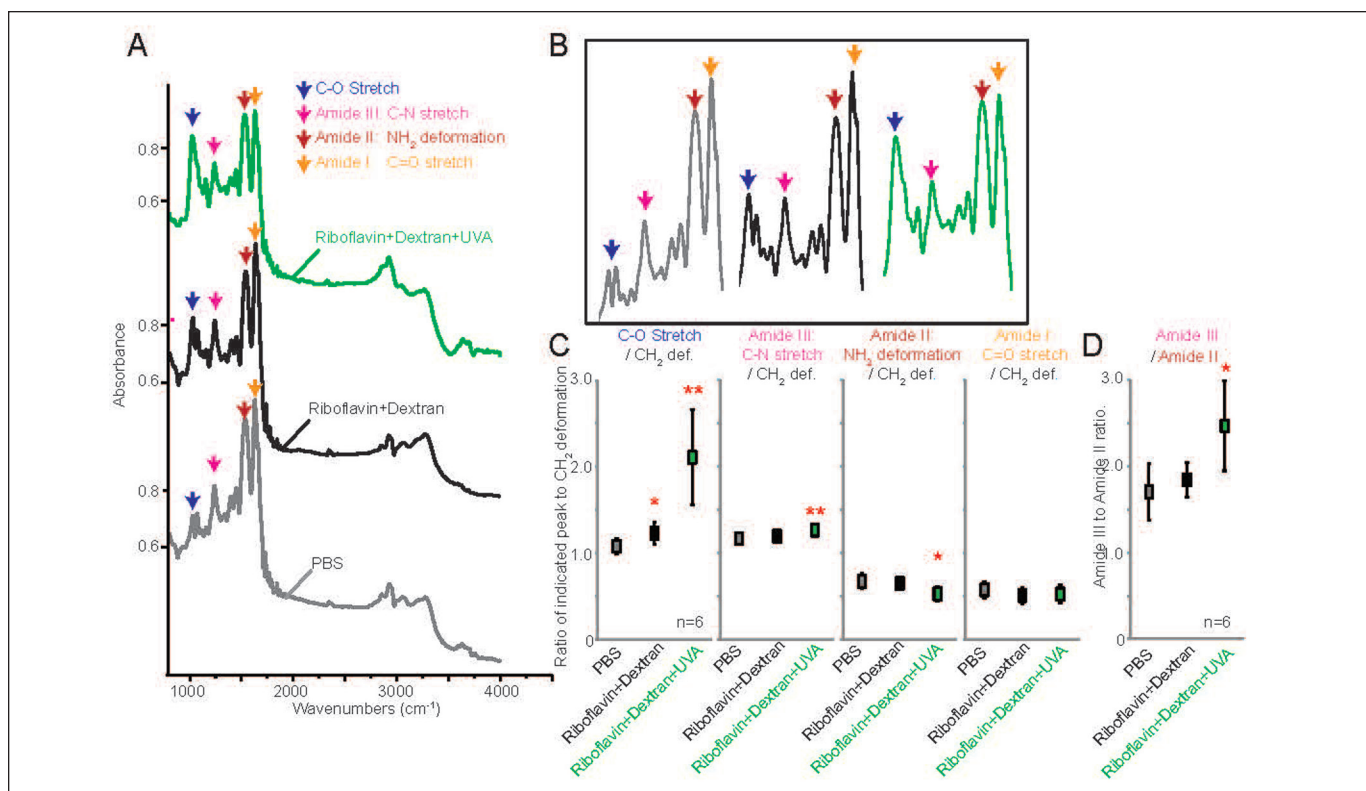 A
C-O Stretch
Amide III: C-N stretch
Amide II: NH₂ deformation
Amide I: C=O stretch
0.8
0.6
Riboflavin+Dextran+UVA
0.8
0.6
Riboflavin+Dextran
0.8
0.6
PBS
Absorbance
1000
2000
3000
4000
Wavenumbers (cm⁻¹)
B
C
C-O Stretch
/ CH₂ def.
Amide III:
C-N stretch
/ CH₂ def.
Amide II:
NH₂ deformation
/ CH₂ def.
Amide I:
C=O stretch
/ CH₂ def.
Ratio of indicated peak to CH₂ deformation
3.0
2.0
1.0
0
*
**
**
*
n=6
PBS
Riboflavin+Dextran
Riboflavin+Dextran+UVA
PBS
Riboflavin+Dextran
Riboflavin+Dextran+UVA
PBS
Riboflavin+Dextran
Riboflavin+Dextran+UVA
PBS
Riboflavin+Dextran
Riboflavin+Dextran+UVA
D
Amide III
/Amide II
Amide III to Amide II ratio.
3.0
2.0
1.0
0
*
n=6
PBS
Riboflavin+Dextran
Riboflavin+Dextran+UVA